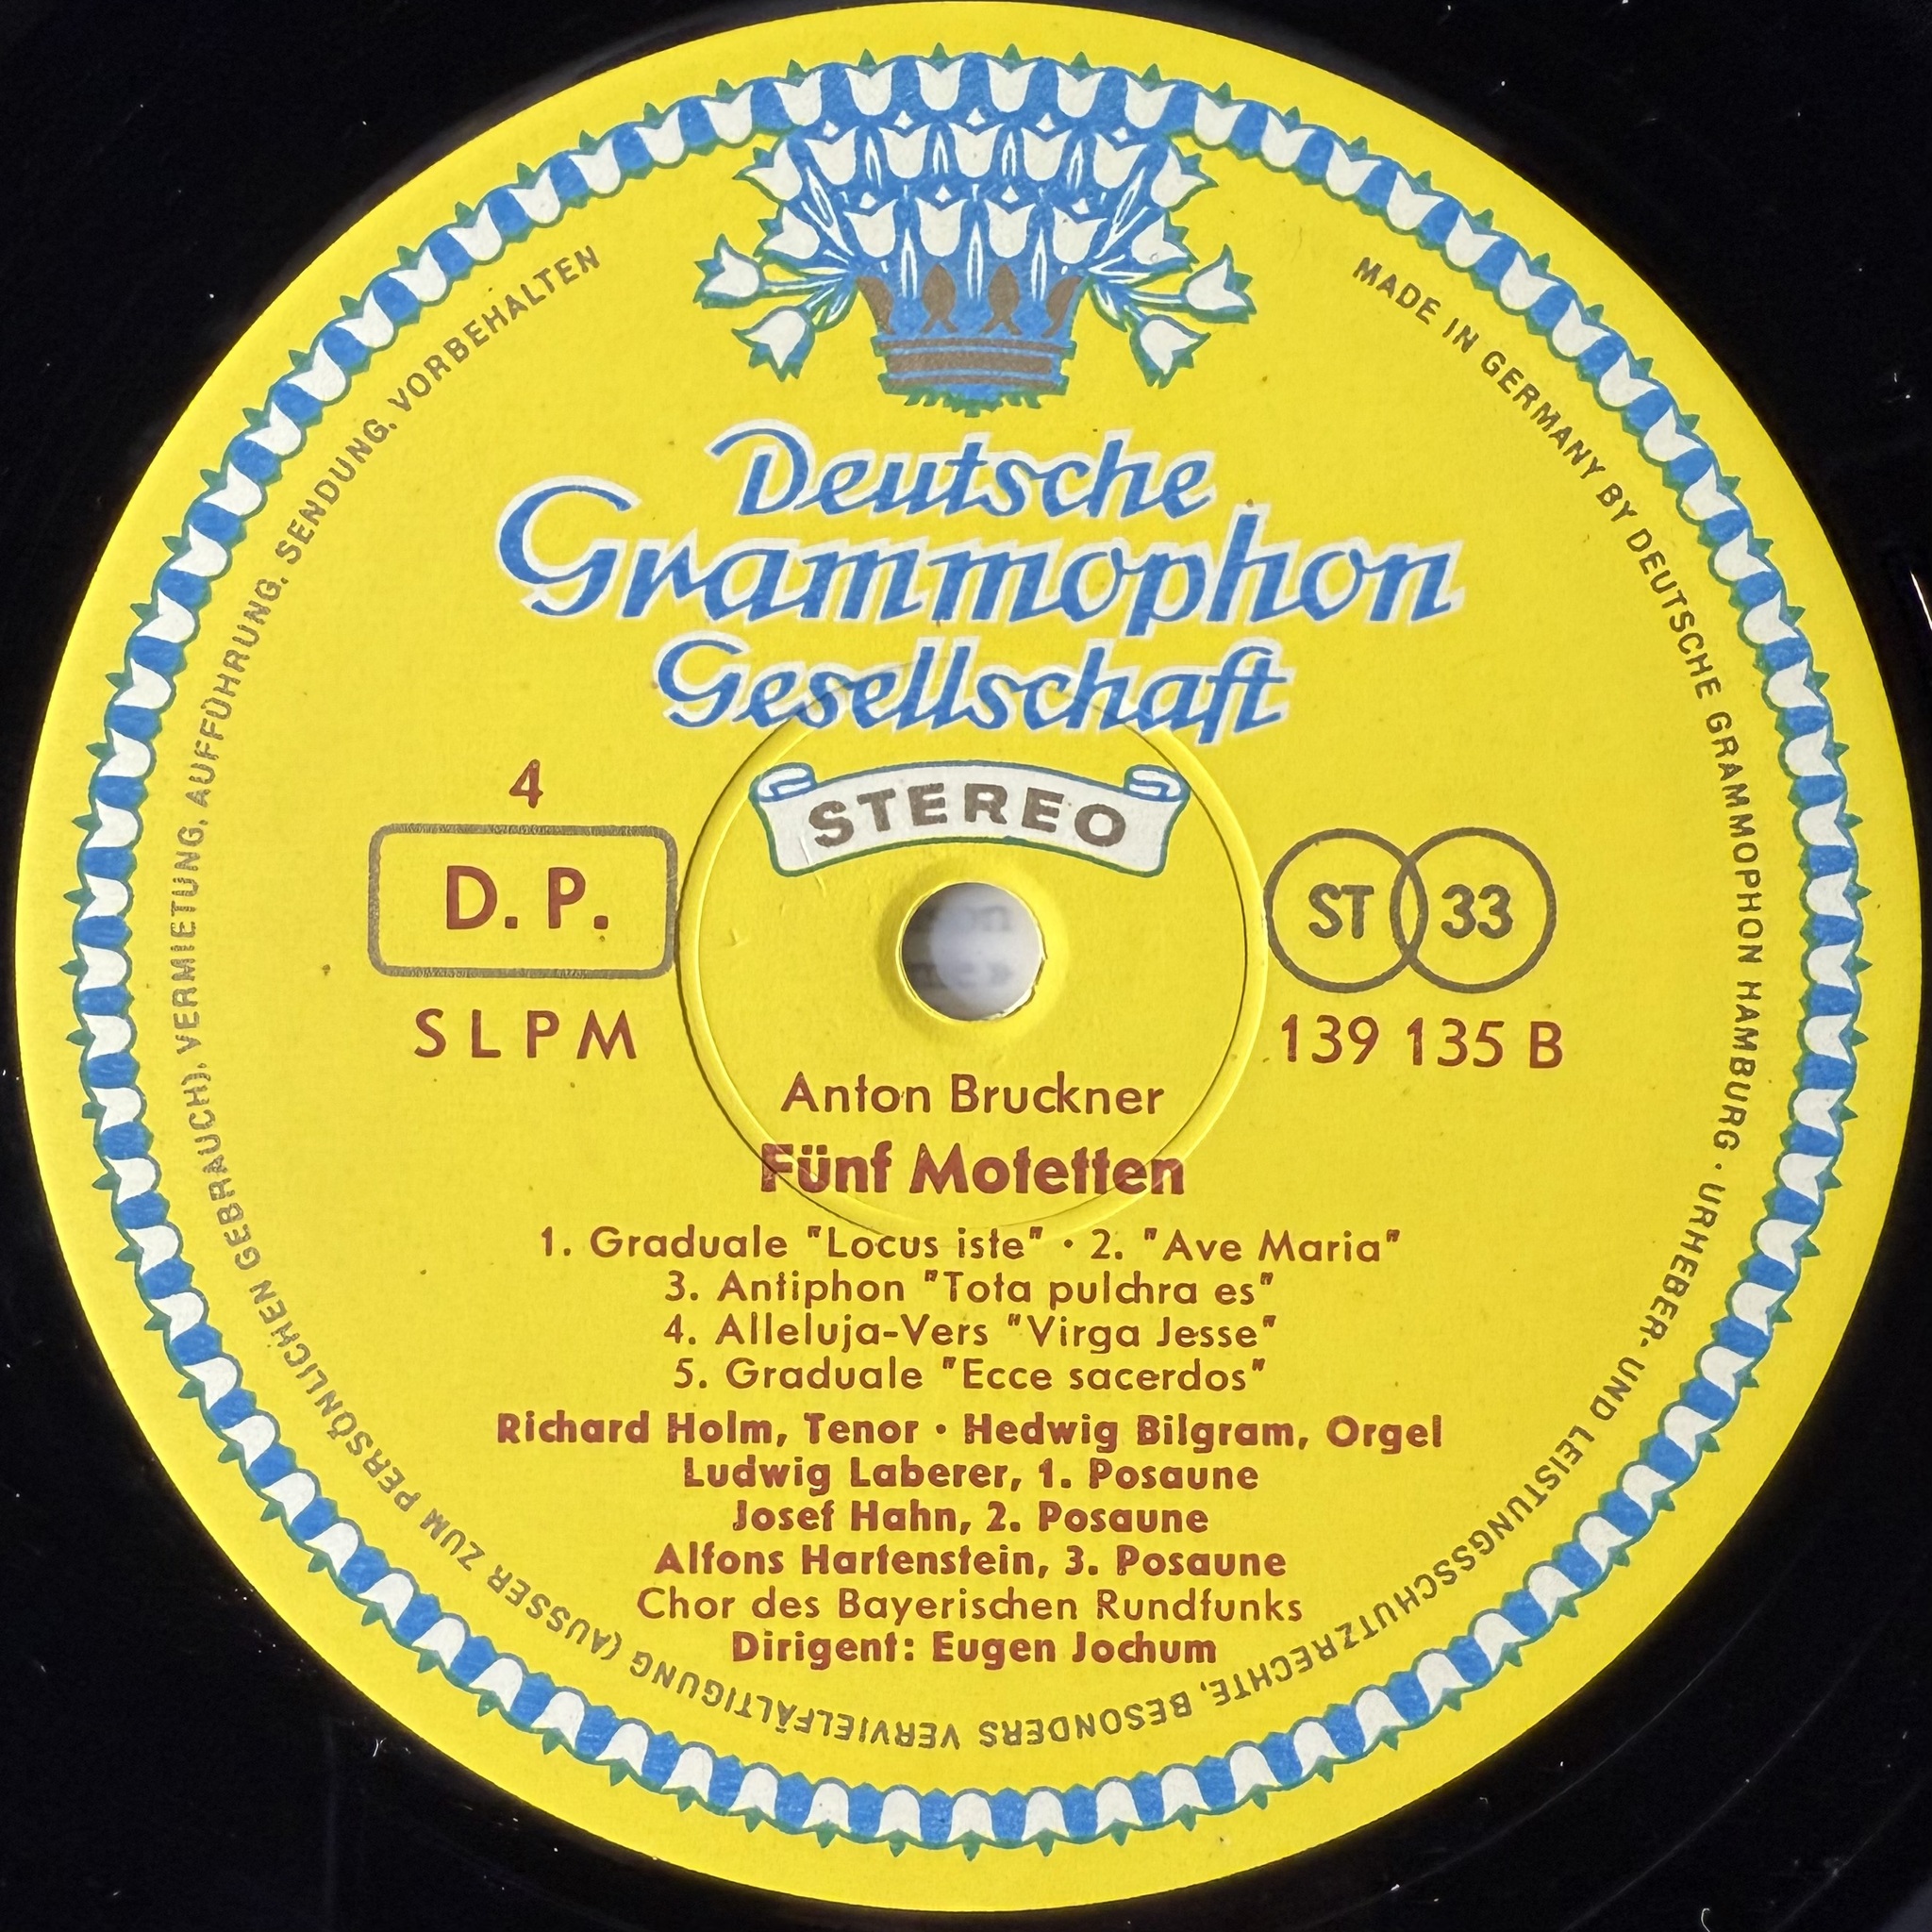 Deutsche
Grammophon
Gesellschaft
STEREO
4
D. P.
SLPM
ST 33
139 135 B
Anton Bruckner
Fünf Motetten
1. Graduale "Locus iste" · 2. "Ave Maria"
3. Antiphon "Tota pulchra es"
4. Alleluja-Vers "Virga Jesse"
5. Graduale "Ecce sacerdos"
Richard Holm, Tenor · Hedwig Bilgram, Orgel
Ludwig Laberer, 1. Posaune
Josef Hahn, 2. Posaune
Alfons Hartenstein, 3. Posaune
Chor des Bayerischen Rundfunks
Dirigent: Eugen Jochum
MADE IN GERMANY BY DEUTSCHE GRAMMOPHON HAMBURG · URHEBER- UND LEISTUNGSSCHUTZRECHTE, BESONDERS VERVIELFÄLTIGUNG (AUSSER ZUM PERSÖNLICHEN GEBRAUCH), VERMIETUNG, AUFFÜHRUNG, SENDUNG, VORBEHALTEN